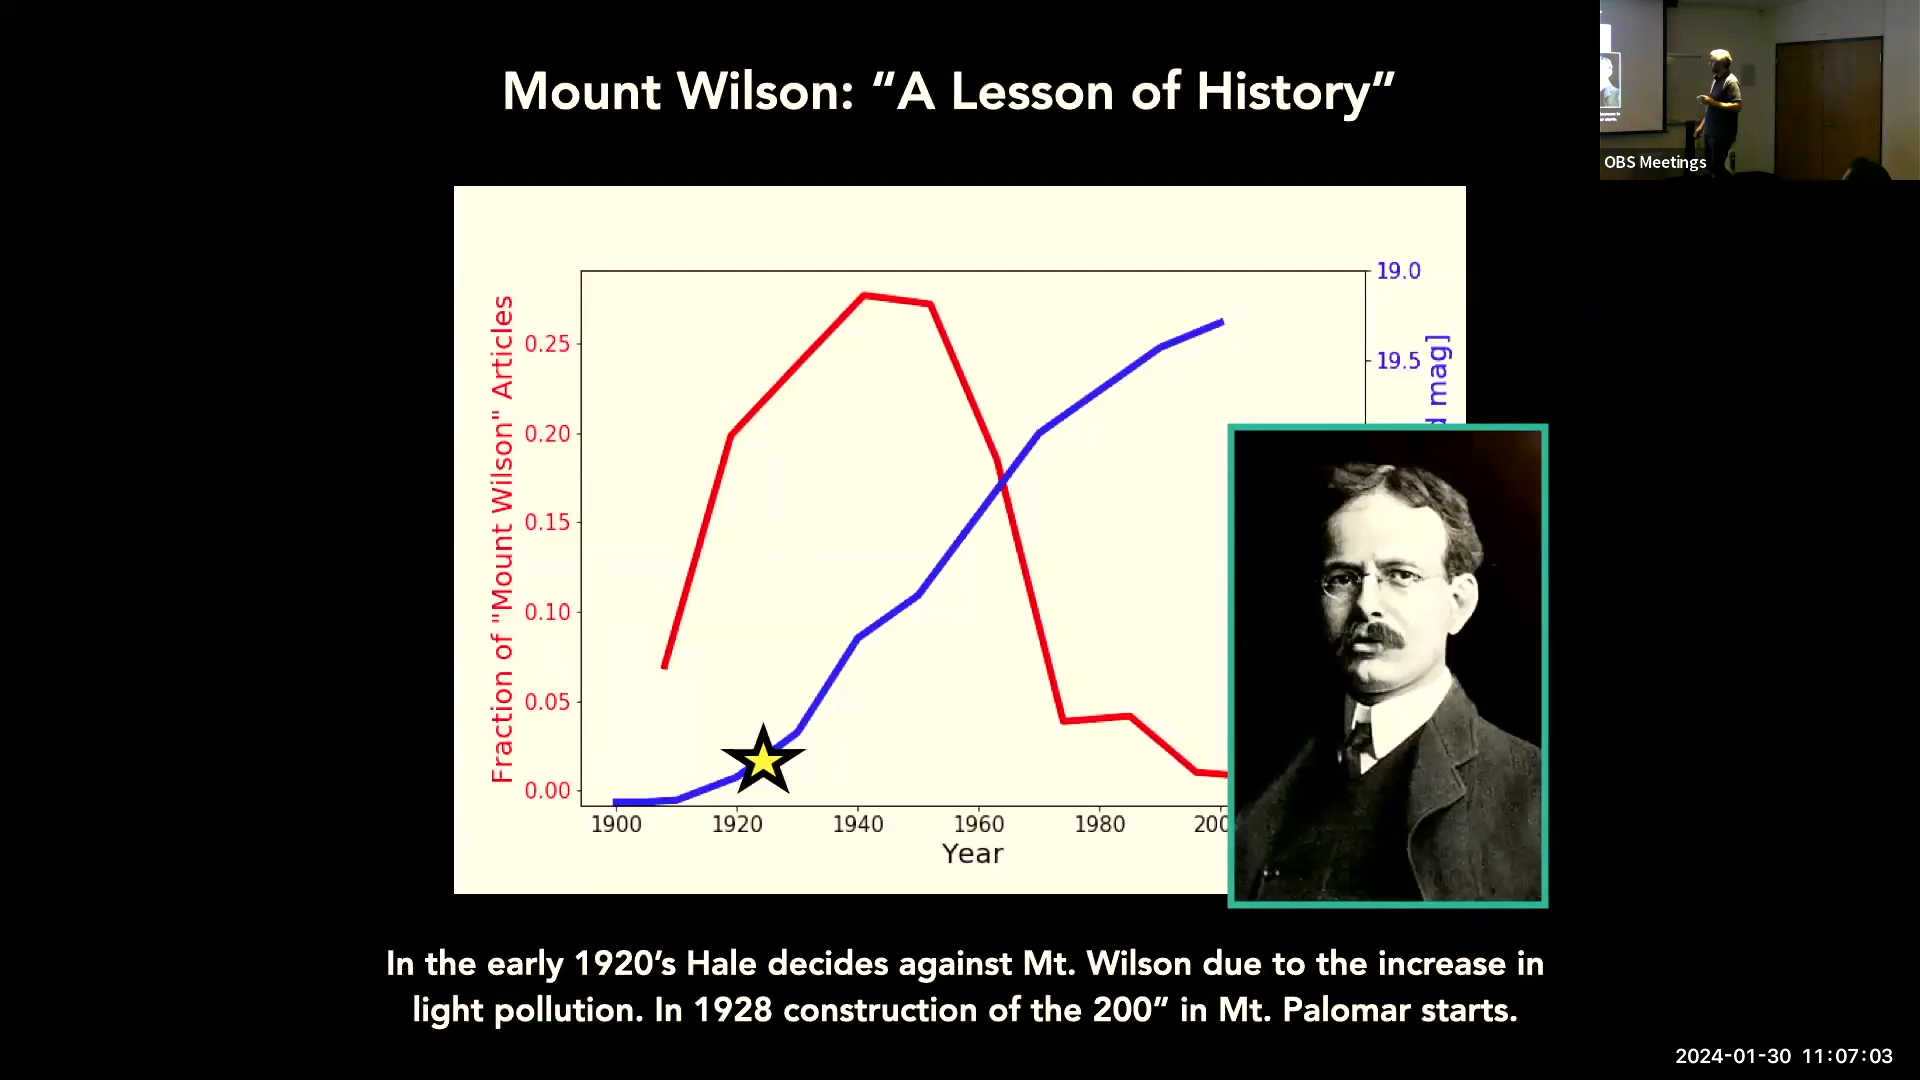 Mount Wilson: “A Lesson of History”
OBS Meetings
19.0
19.5
mag]
Fraction of "Mount Wilson" Articles
0.25
0.20
0.15
0.10
0.05
0.00
1900 1920 1940 1960 1980 200
Year
In the early 1920’s Hale decides against Mt. Wilson due to the increase in
light pollution. In 1928 construction of the 200” in Mt. Palomar starts.
2024-01-30 11:07:03